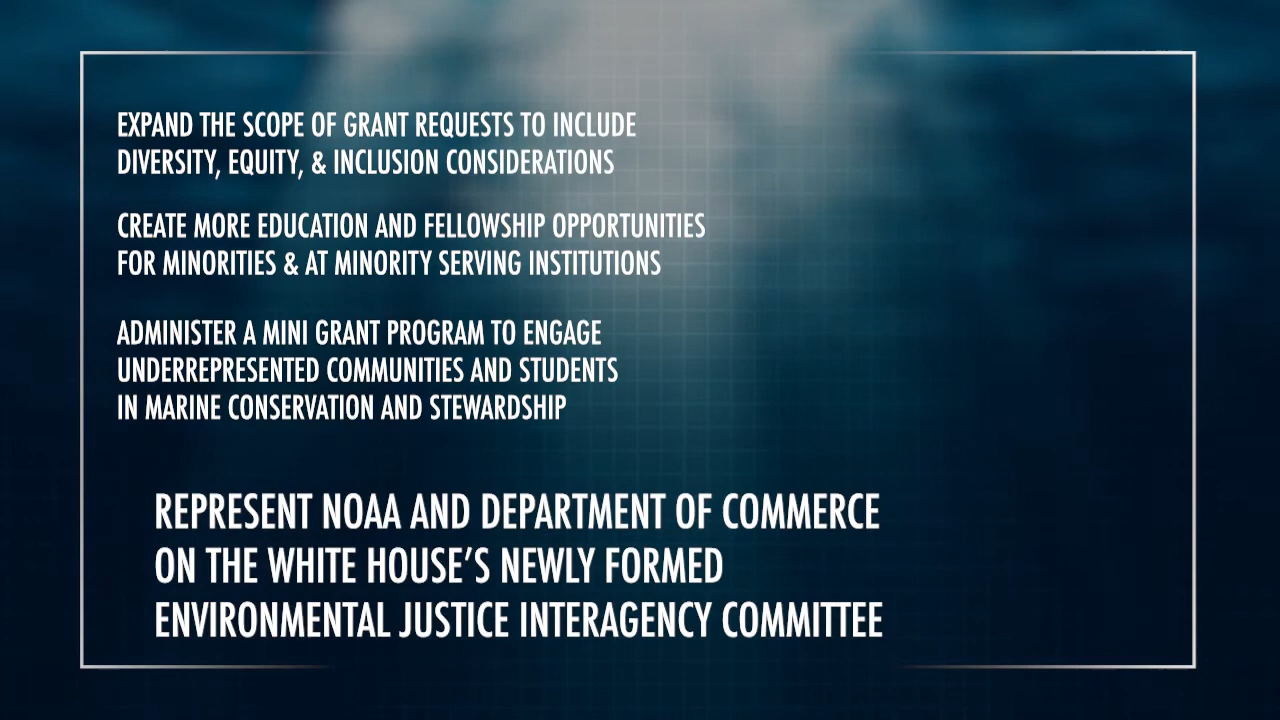 EXPAND THE SCOPE OF GRANT REQUESTS TO INCLUDE
DIVERSITY, EQUITY, & INCLUSION CONSIDERATIONS
CREATE MORE EDUCATION AND FELLOWSHIP OPPORTUNITIES
FOR MINORITIES & AT MINORITY SERVING INSTITUTIONS
ADMINISTER A MINI GRANT PROGRAM TO ENGAGE
UNDERREPRESENTED COMMUNITIES AND STUDENTS
IN MARINE CONSERVATION AND STEWARDSHIP
REPRESENT NOAA AND DEPARTMENT OF COMMERCE
ON THE WHITE HOUSE’S NEWLY FORMED
ENVIRONMENTAL JUSTICE INTERAGENCY COMMITTEE